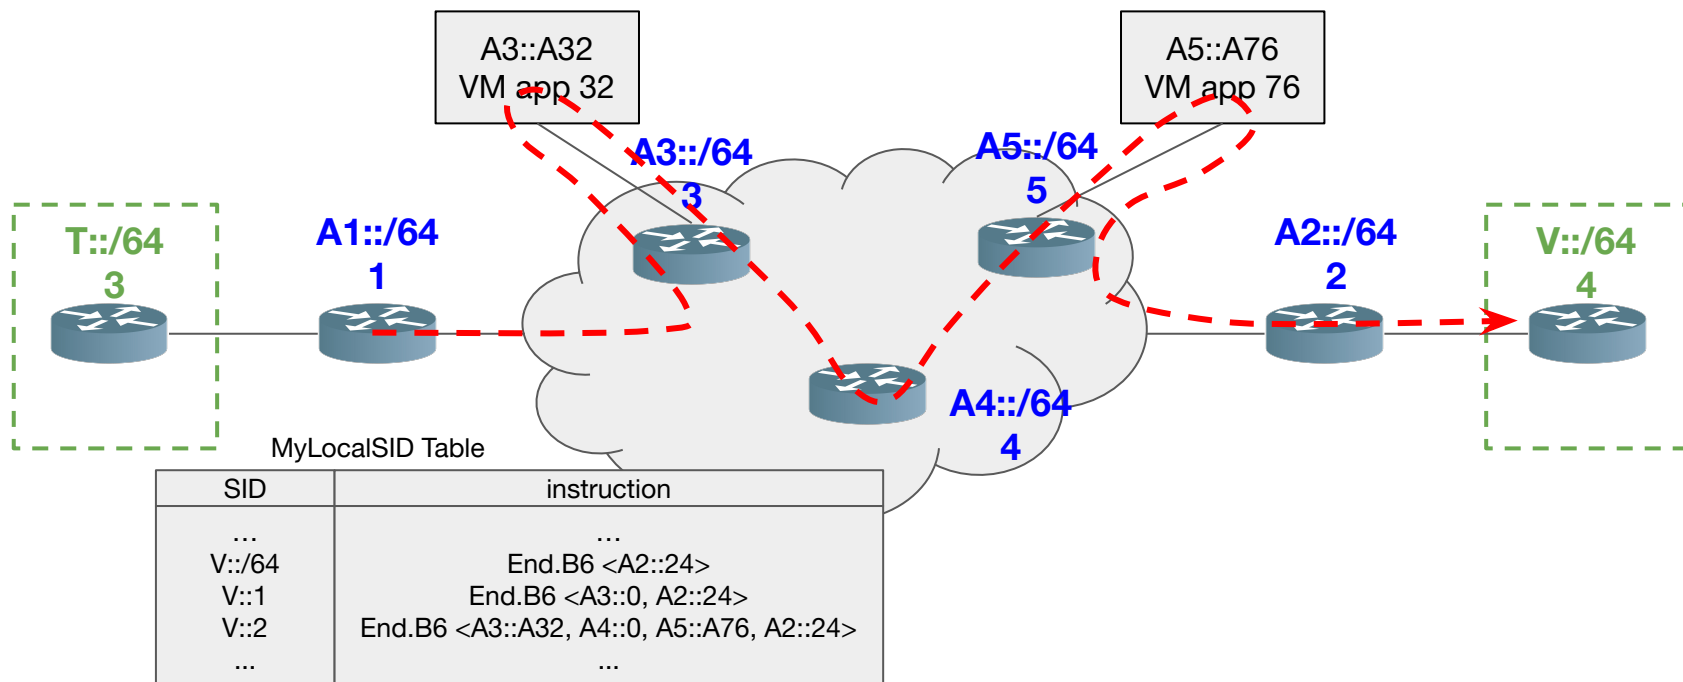 A3::A32
VM app 32
A5::A76
VM app 76
A3::/64
3
A5::/64
5
T::/64
3
A1::/64
1
A2::/64
2
V::/64
4
A4::/64
4
MyLocalSID Table
SID instruction
... ...
V::/64 End.B6 <A2::24>
V::1 End.B6 <A3::0, A2::24>
V::2 End.B6 <A3::A32, A4::0, A5::A76, A2::24>
... ...